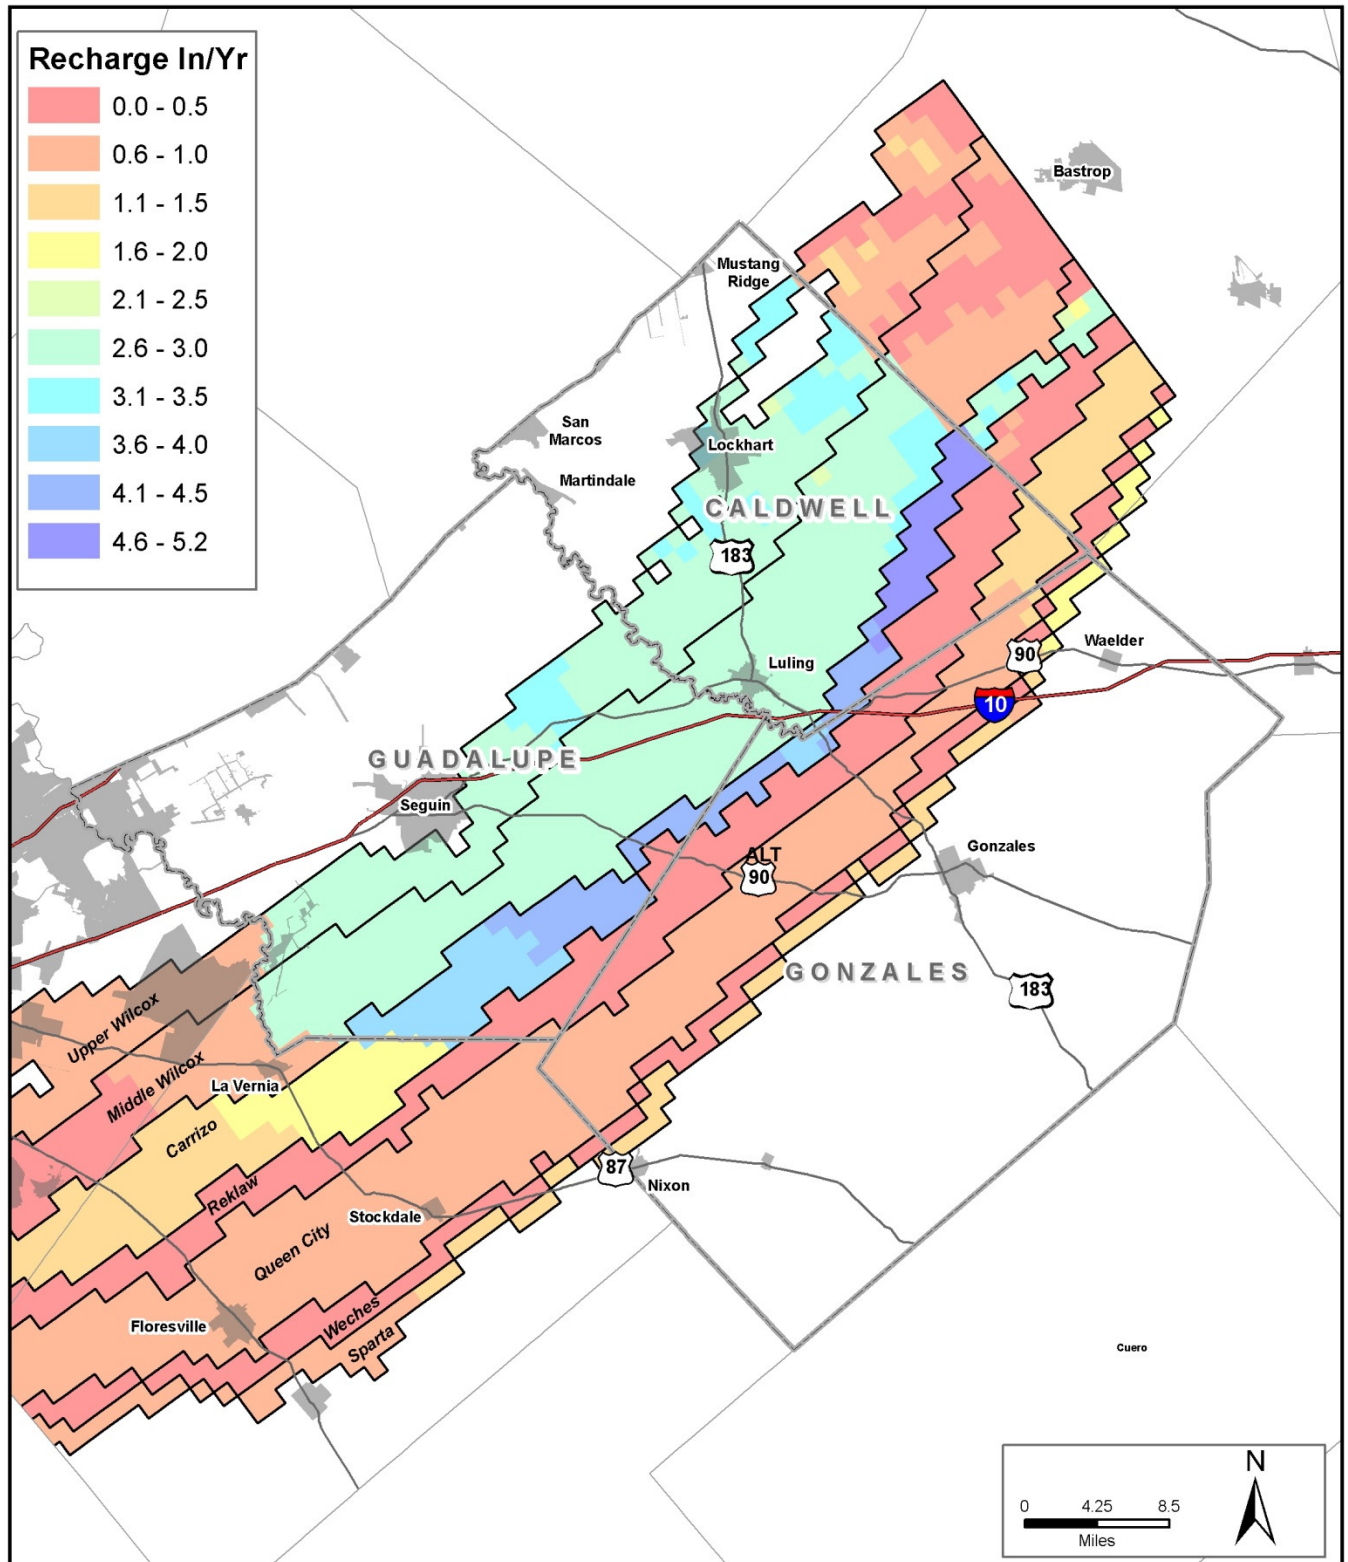 Recharge In/Yr
0.0 - 0.5
0.6 - 1.0
1.1 - 1.5
1.6 - 2.0
2.1 - 2.5
2.6 - 3.0
3.1 - 3.5
3.6 - 4.0
4.1 - 4.5
4.6 - 5.2
Bastrop
Mustang
Ridge
San
Marcos
Lockhart
Martindale
CALDWELL
183
Waelder
90
Luling
10
GUADALUPE
Seguin
Gonzales
ALT
90
GONZALES
183
Upper Wilcox
Middle Wilcox
La Vernia
Carrizo
87
Nixon
Reklaw
Stockdale
Queen City
Floresville
Weches
Sparta
Cuero
N
0 4.25 8.5
Miles